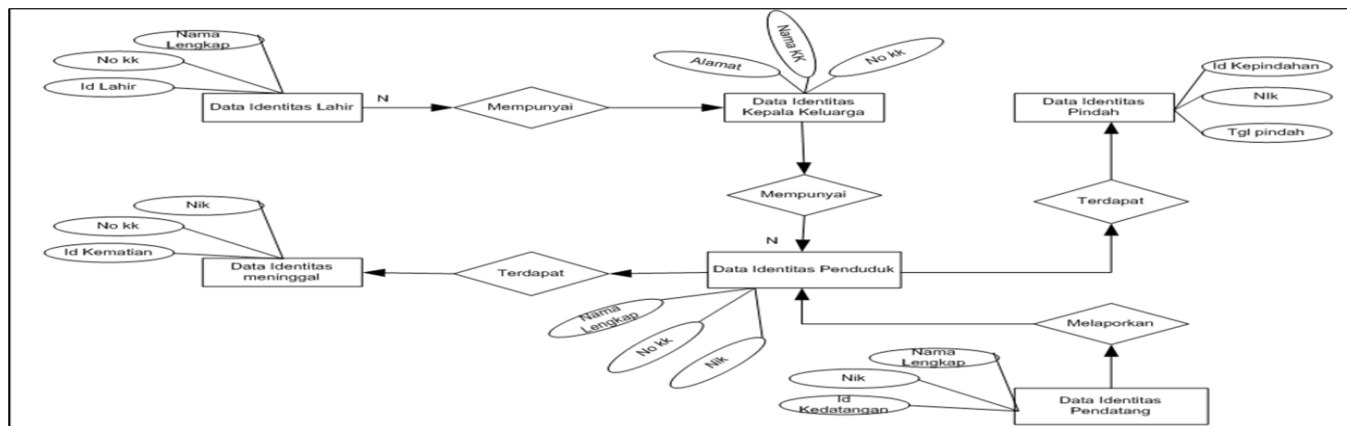 Nama
Lengkap
No kk
Id Lahir
Data Identitas Lahir
N
Mempunyai
Alamat
Nama KK
No kk
Data Identitas
Kepala Keluarga
Data Identitas
Pindah
Id Kepindahan
NIk
Tgl pindah
Mempunyai
Terdapat
N
Nik
No kk
Id Kematian
Data Identitas
meninggal
Terdapat
Data Identitas Penduduk
Nama
Lengkap
No kk
Nik
Melaporkan
Nama
Lengkap
Nik
Id
Kedatangan
Data Identitas
Pendatang